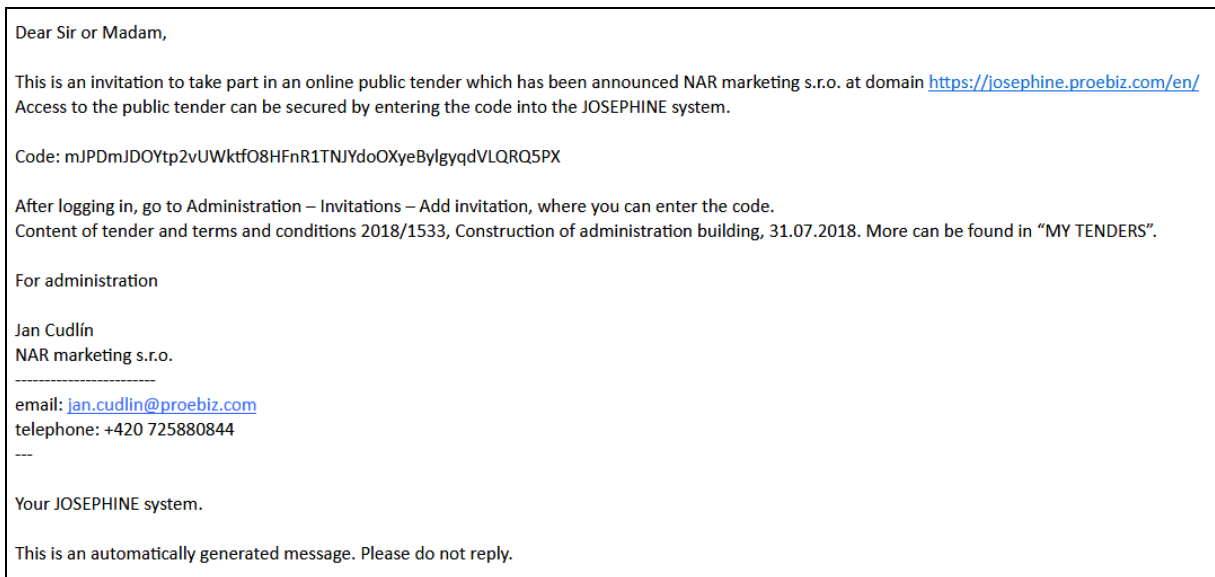 Dear Sir or Madam,
This is an invitation to take part in an online public tender which has been announced NAR marketing s.r.o. at domain https://josephine.proebiz.com/en/
Access to the public tender can be secured by entering the code into the JOSEPHINE system.
Code: mJPDmJDOYtp2vUWktfO8HFnR1TNJYdoOXyeBylgyqdVLQRQ5PX
After logging in, go to Administration – Invitations – Add invitation, where you can enter the code.
Content of tender and terms and conditions 2018/1533, Construction of administration building, 31.07.2018. More can be found in “MY TENDERS”.
For administration
Jan Cudlín
NAR marketing s.r.o.
------------------------
email: jan.cudlin@proebiz.com
telephone: +420 725880844
---
Your JOSEPHINE system.
This is an automatically generated message. Please do not reply.